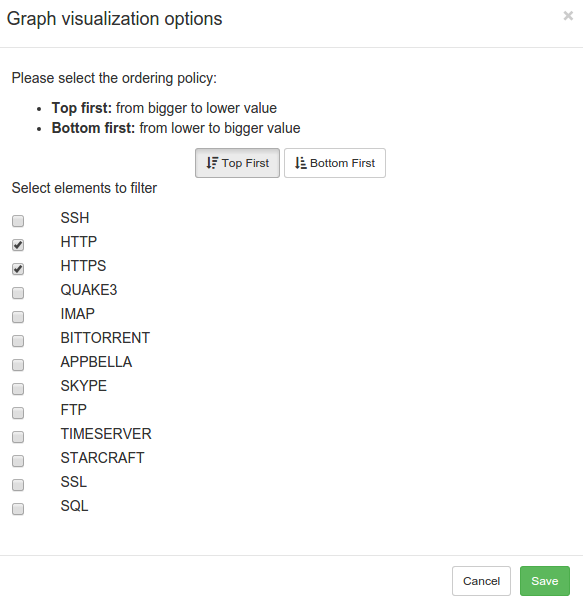 Graph visualization options
×
Please select the ordering policy:
• Top first: from bigger to lower value
• Bottom first: from lower to bigger value
Top First Bottom First
Select elements to filter
SSH
HTTP
HTTPS
QUAKE3
IMAP
BITTORRENT
APPBELLA
SKYPE
FTP
TIMESERVER
STARCRAFT
SSL
SQL
Cancel Save